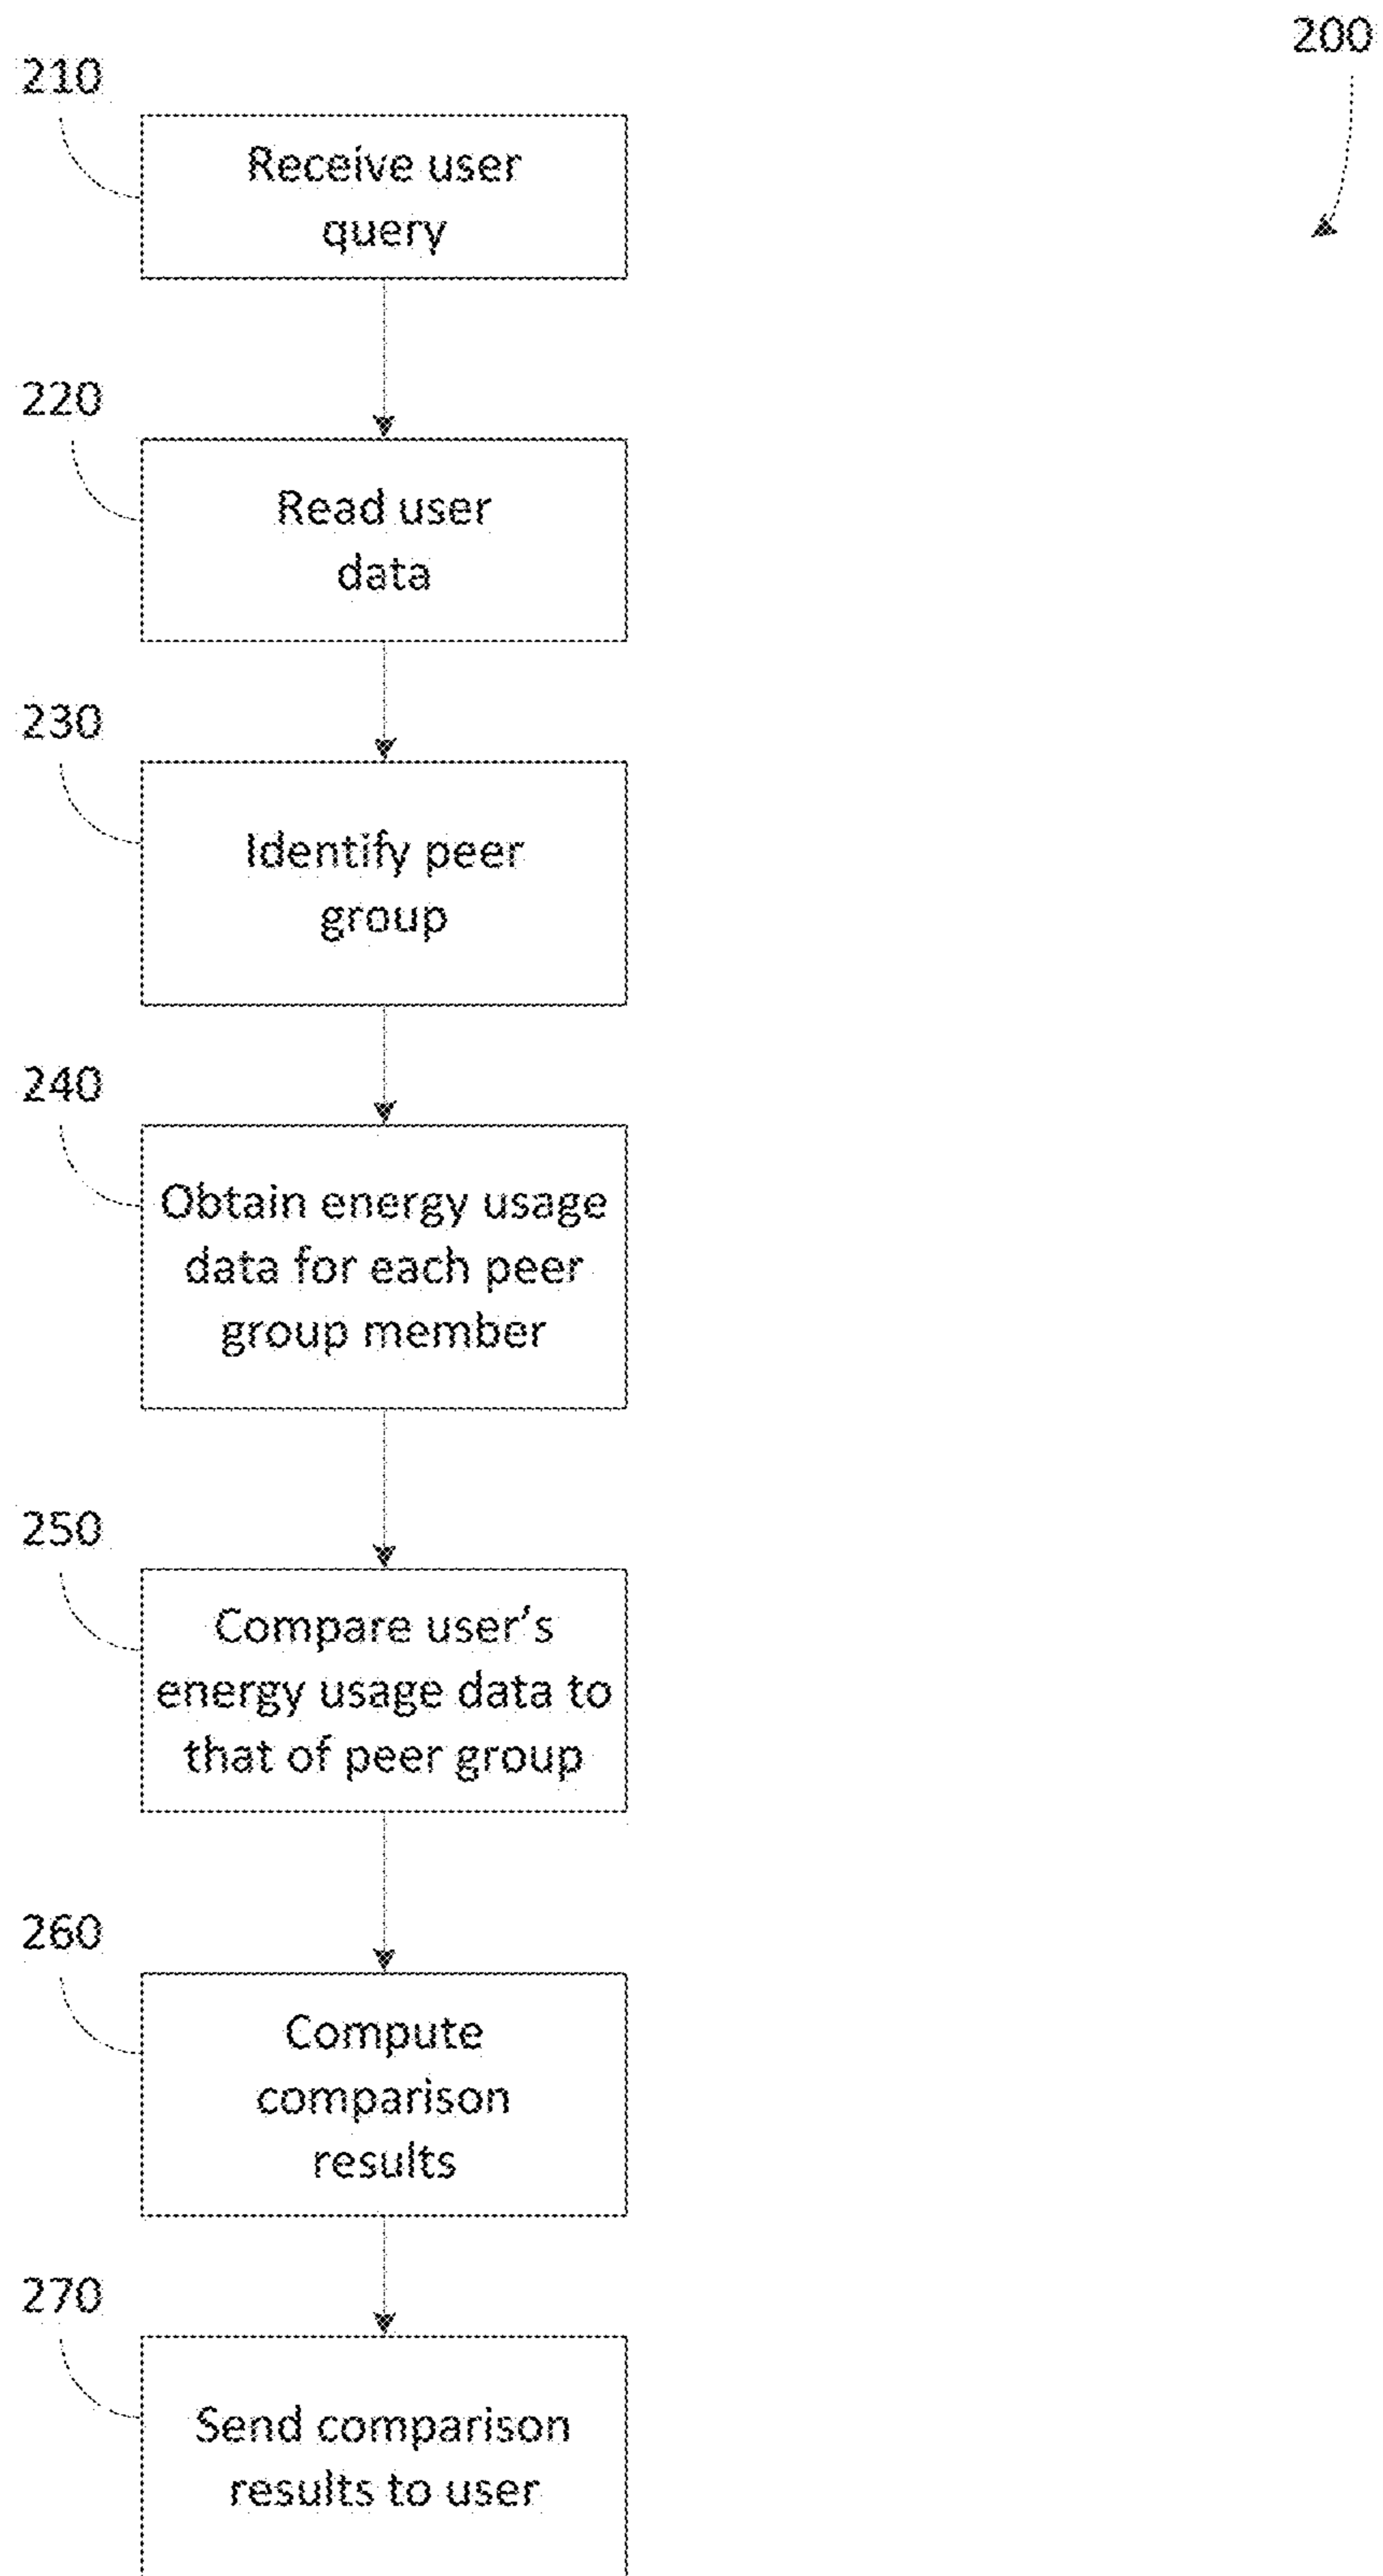 200
210
Receive user
query
220
Read user
data
230
Identify peer
group
240
Obtain energy usage
data for each peer
group member
250
Compare user's
energy usage data to
that of peer group
260
Compute
comparison
results
270
Send comparison
results to user